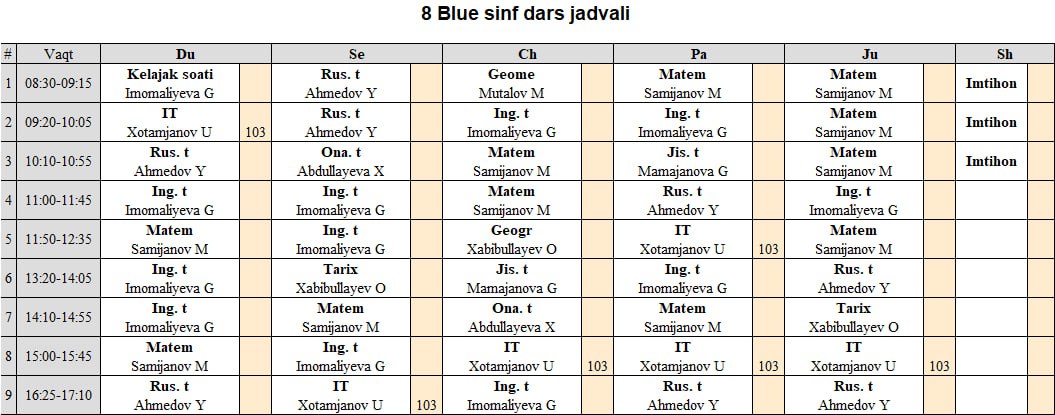 8 Blue sinf dars jadvali
# Vaqt Du Se Ch Pa Ju Sh
1 08:30-09:15 Kelajak soati Rus. t Geome Matem Matem Imtihon
Imomaliyeva G Ahmedov Y Mutalov M Samijanov M Samijanov M
2 09:20-10:05 IT Rus. t Ing. t Ing. t Matem Imtihon
Xotamjanov U 103 Ahmedov Y Imomaliyeva G Imomaliyeva G Samijanov M
3 10:10-10:55 Rus. t Ona. t Matem Jis. t Matem Imtihon
Ahmedov Y Abdullayeva X Samijanov M Mamajanova G Samijanov M
4 11:00-11:45 Ing. t Ing. t Matem Rus. t Ing. t
Imomaliyeva G Imomaliyeva G Samijanov M Ahmedov Y Imomaliyeva G
5 11:50-12:35 Matem Ing. t Geogr IT Matem
Samijanov M Imomaliyeva G Xabibullayev O Xotamjanov U 103 Samijanov M
6 13:20-14:05 Ing. t Tarix Jis. t Ing. t Rus. t
Imomaliyeva G Xabibullayev O Mamajanova G Imomaliyeva G Ahmedov Y
7 14:10-14:55 Ing. t Matem Ona. t Matem Tarix
Imomaliyeva G Samijanov M Abdullayeva X Samijanov M Xabibullayev O
8 15:00-15:45 Matem Ing. t IT IT IT
Samijanov M Imomaliyeva G Xotamjanov U 103 Xotamjanov U 103 Xotamjanov U 103
9 16:25-17:10 Rus. t IT Ing. t Rus. t Rus. t
Ahmedov Y Xotamjanov U 103 Imomaliyeva G Ahmedov Y Ahmedov Y